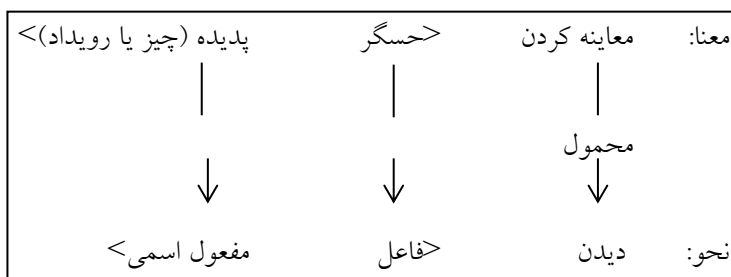 معنا: معاینه کردن <حسگر پدیده (چیز یا رویداد)>
محمول
نحو: دیدن <فاعل مفعول اسمی>